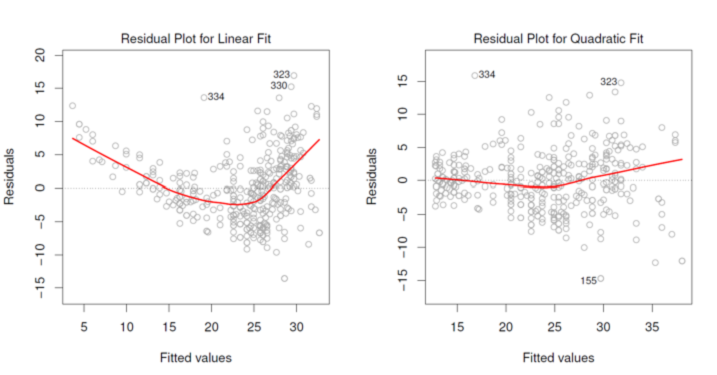 Residual Plot for Linear Fit
323
330
334
20
15
10
5
0
−5
−10
−15
Residuals
5 10 15 20 25 30
Fitted values
Residual Plot for Quadratic Fit
334
323
155
15
10
5
0
−5
−10
−15
Residuals
15 20 25 30 35
Fitted values